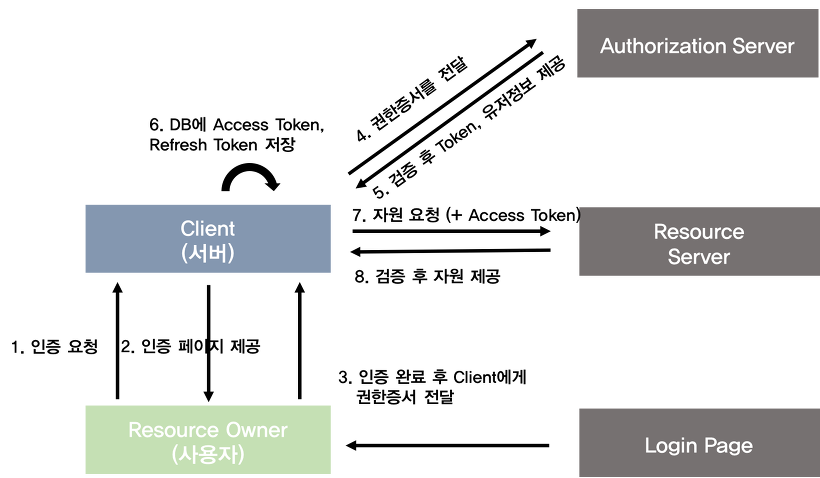 Authorization Server
4. 권한증서를 전달
5. 검증 후 Token, 유저정보 제공
6. DB에 Access Token,
Refresh Token 저장
Client
(서버)
7. 자원 요청 (+ Access Token)
8. 검증 후 자원 제공
Resource
Server
1. 인증 요청
2. 인증 페이지 제공
3. 인증 완료 후 Client에게
권한증서 전달
Resource Owner
(사용자)
Login Page